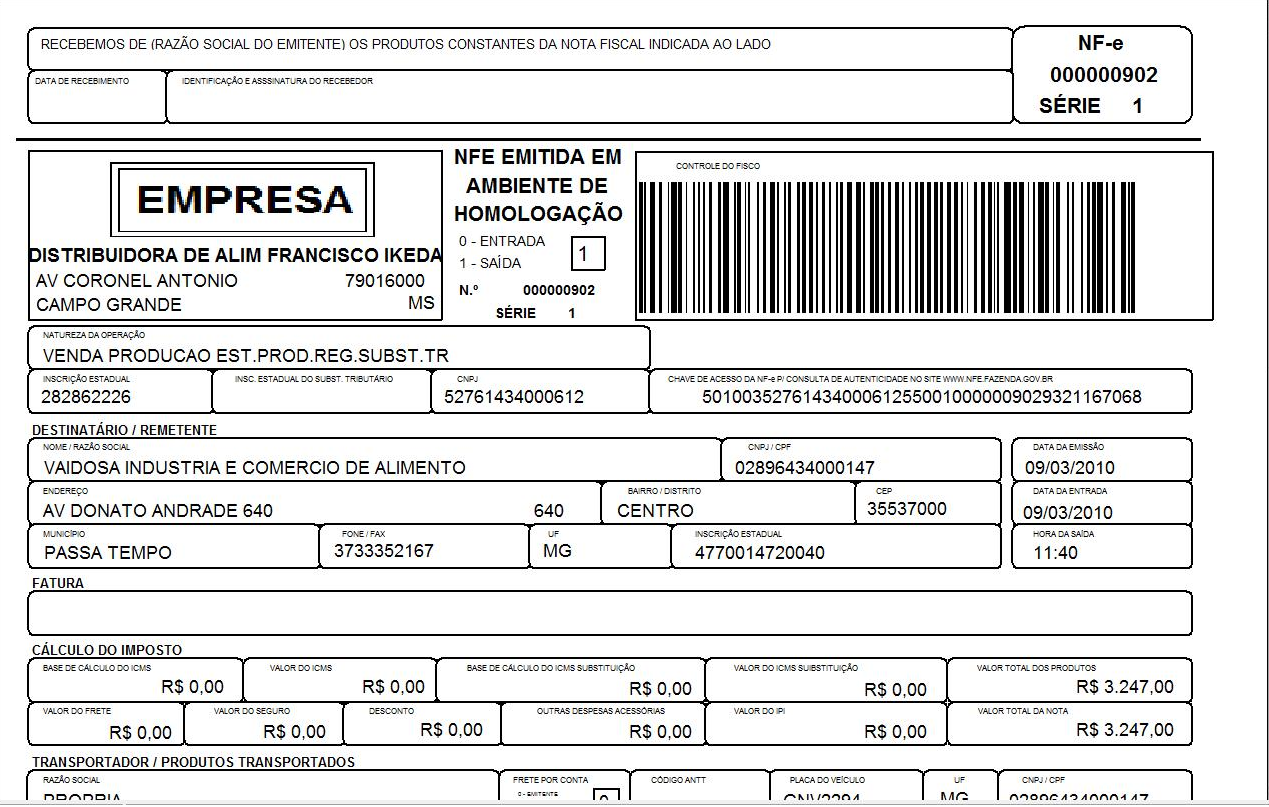 RECEBEMOS DE (RAZÃO SOCIAL DO EMITENTE) OS PRODUTOS CONSTANTES DA NOTA FISCAL INDICADA AO LADO
DATA DE RECEBIMENTO
IDENTIFICAÇÃO E ASSSINATURA DO RECEBEDOR
NF-e
000000902
SÉRIE 1
EMPRESA
DISTRIBUIDORA DE ALIM FRANCISCO IKEDA
AV CORONEL ANTONIO 79016000
CAMPO GRANDE MS
NFE EMITIDA EM
AMBIENTE DE
HOMOLOGAÇÃO
0 - ENTRADA
1 - SAÍDA
1
N.º 000000902
SÉRIE 1
CONTROLE DO FISCO
NATUREZA DA OPERAÇÃO
VENDA PRODUCAO EST.PROD.REG.SUBST.TR
INSCRIÇÃO ESTADUAL INSC. ESTADUAL DO SUBST. TRIBUTÁRIO CNPJ CHAVE DE ACESSO DA NF-e P/ CONSULTA DE AUTENTICIDADE NO SITE WWW.NFE.FAZENDA.GOV.BR
282862226 52761434000612 50100352761434000612550010000009029321167068
DESTINATÁRIO / REMETENTE
NOME / RAZÃO SOCIAL CNPJ / CPF DATA DA EMISSÃO
VAIDOSA INDUSTRIA E COMERCIO DE ALIMENTO 02896434000147 09/03/2010
ENDEREÇO BAIRRO / DISTRITO CEP DATA DA ENTRADA
AV DONATO ANDRADE 640 640 CENTRO 35537000 09/03/2010
MUNICÍPIO FONE / FAX UF INSCRIÇÃO ESTADUAL HORA DA SAÍDA
PASSA TEMPO 3733352167 MG 4770014720040 11:40
FATURA
CÁLCULO DO IMPOSTO
BASE DE CÁLCULO DO ICMS VALOR DO ICMS BASE DE CÁLCULO DO ICMS SUBSTITUIÇÃO VALOR DO ICMS SUIBSTITUIÇÃO VALOR TOTAL DOS PRODUTOS
R$ 0,00 R$ 0,00 R$ 0,00 R$ 0,00 R$ 3.247,00
VALOR DO FRETE VALOR DO SEGURO DESCONTO OUTRAS DESPESAS ACESSÓRIAS VALOR DO IPI VALOR TOTAL DA NOTA
R$ 0,00 R$ 0,00 R$ 0,00 R$ 0,00 R$ 0,00 R$ 3.247,00
TRANSPORTADOR / PRODUTOS TRANSPORTADOS
RAZÃO SOCIAL FRETE POR CONTA CÓDIGO ANTT PLACA DO VEÍCULO UF CNPJ / CPF
PROPRIA 0 - EMITENTE MG 02896434000147